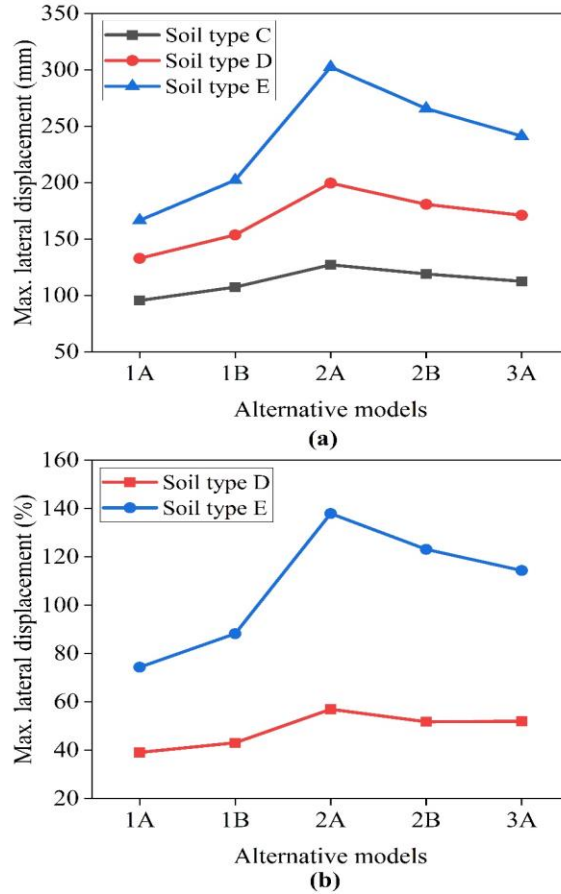 Soil type C
Soil type D
Soil type E
Max. lateral displacement (mm)
350
300
250
200
150
100
50
1A 1B 2A 2B 3A
Alternative models
(a)
Soil type D
Soil type E
Max. lateral displacement (%)
160
140
120
100
80
60
40
20
1A 1B 2A 2B 3A
Alternative models
(b)